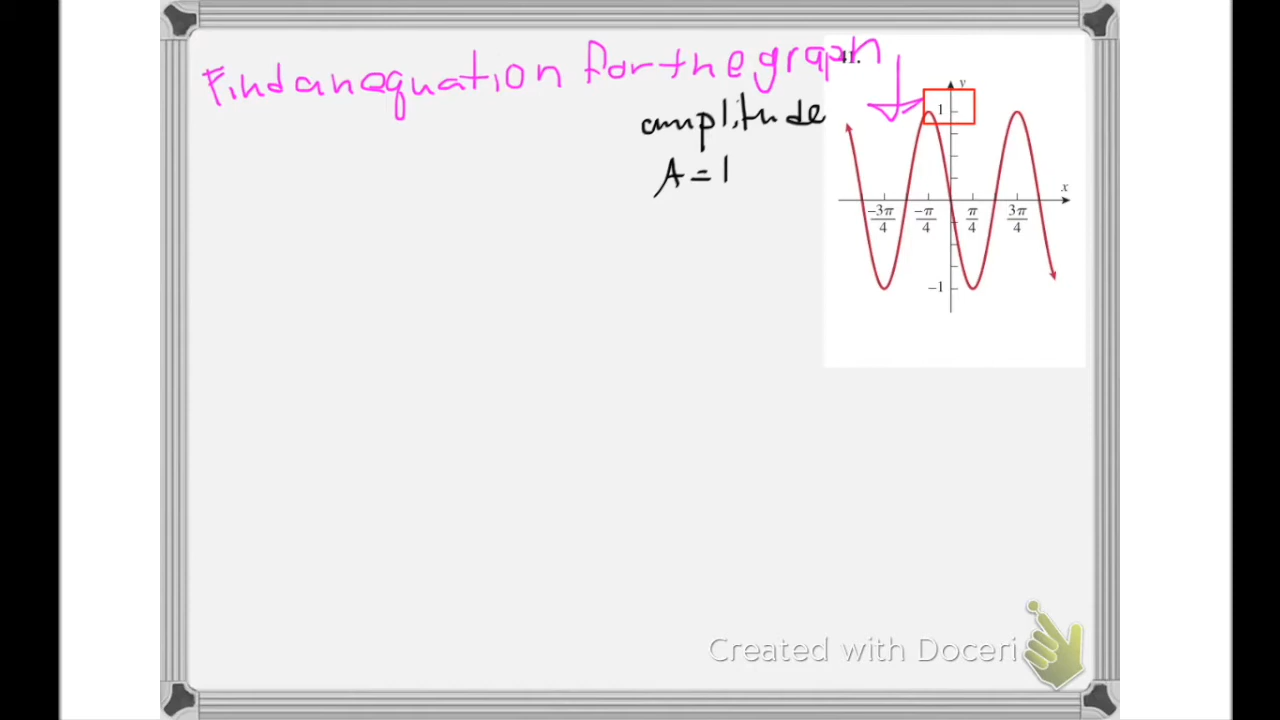 Find an equation for the graph
41.
amplitude
A = 1
y
1
x
-3π/4 -π/4 π/4 3π/4
-1
Created with Doceri